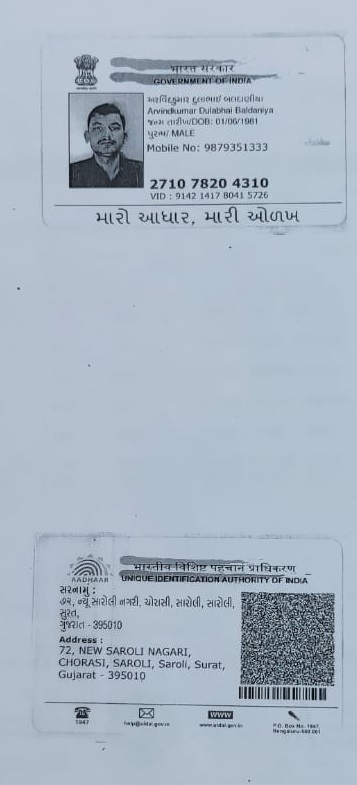 भारत सरकार
GOVERNMENT OF INDIA
અરવિંદકુમાર દુલાભાઈ બલદાણીયા
Arvindkumar Dulabhai Baldaniya
જન્મ તારીખ/DOB: 01/06/1981
પુરુષ/ MALE
Mobile No: 9879351333
2710 7820 4310
VID : 9142 1417 8041 5726
મારો આધાર, મારી ઓળખ
भारतीय विशिष्ट पहचान प्राधिकरण
AADHAAR
UNIQUE IDENTIFICATION AUTHORITY OF INDIA
સરનામુ :
૭૨, ન્યૂ સારોલી નગરી, ચોરાસી, સારોલી, સારોલી,
સુરત,
ગુજરાત - 395010
Address :
72, NEW SAROLI NAGARI,
CHORASI, SAROLI, Saroli, Surat,
Gujarat - 395010
1947
help@uidai.gov.in
WWW
www.uidai.gov.in
P.O. Box No. 1947,
Bengaluru-560 001